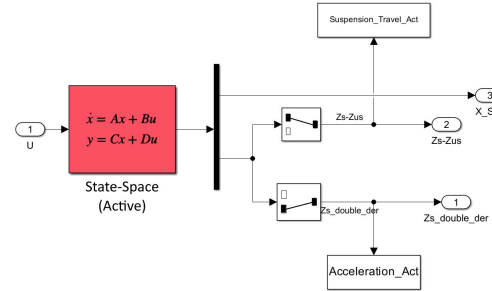 Suspension_Travel_Act
ẋ = Ax + Bu
y = Cx + Du
3
X_S
1
U
Zs-Zus
2
Zs-Zus
State-Space
(Active)
Zs_double_der
1
Zs_double_der
Acceleration_Act